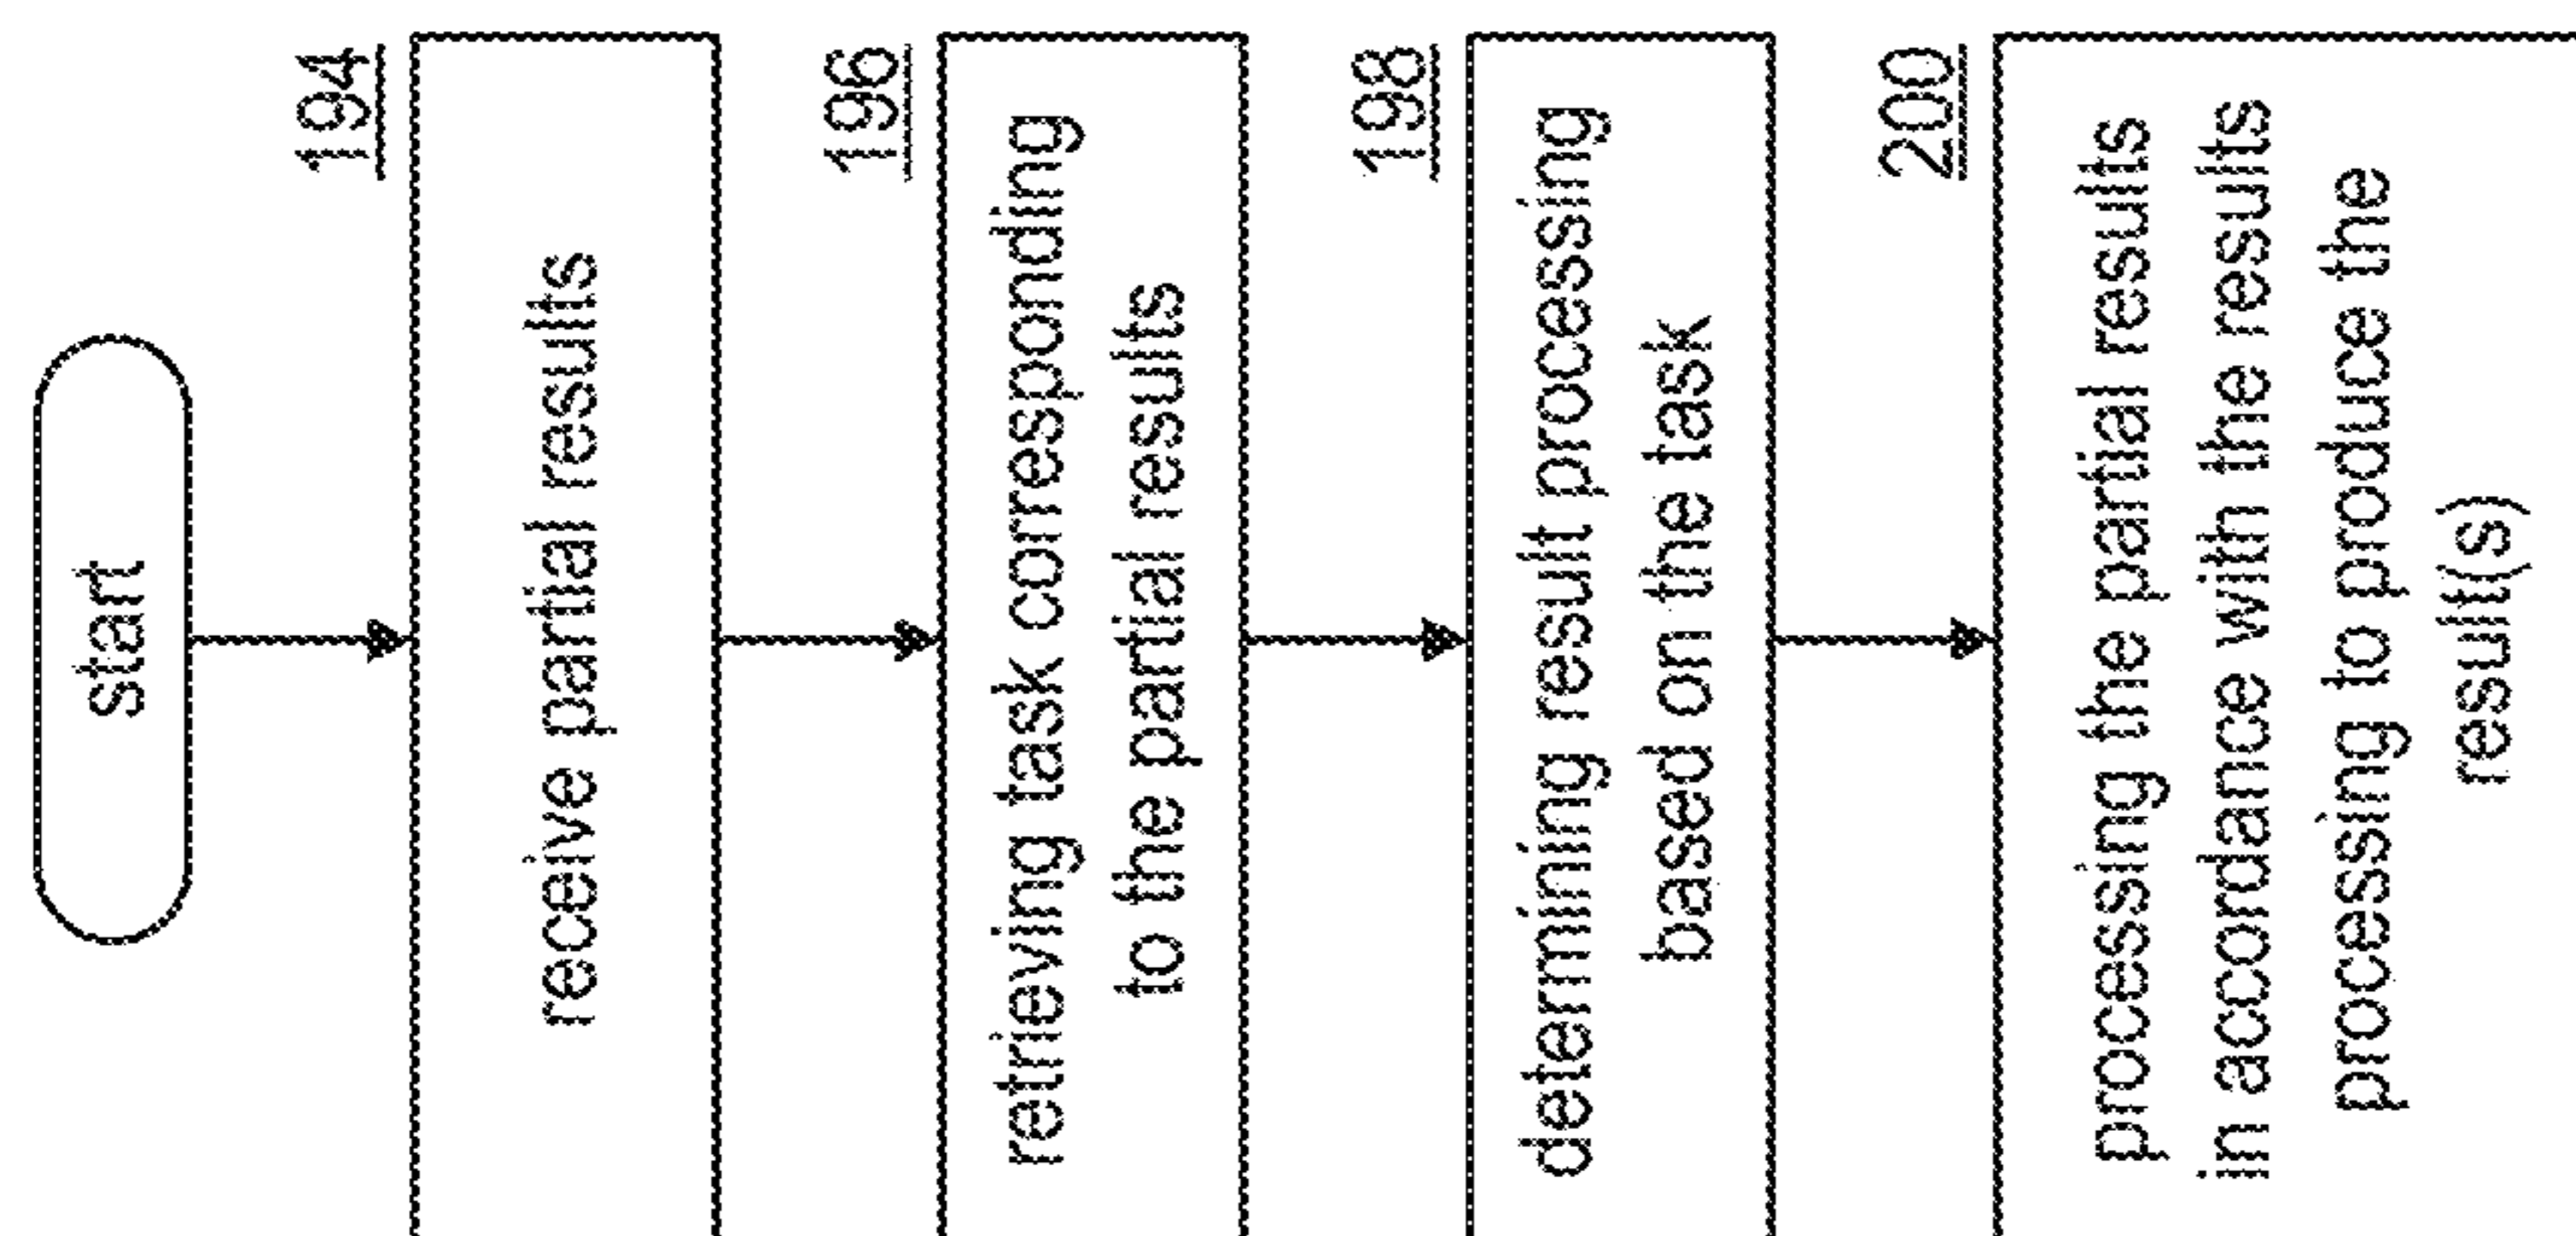 start
194
receive partial results
196
retrieving task corresponding
to the partial results
198
determining result processing
based on the task
200
processing the partial results
in accordance with the results
processing to produce the
result(s)